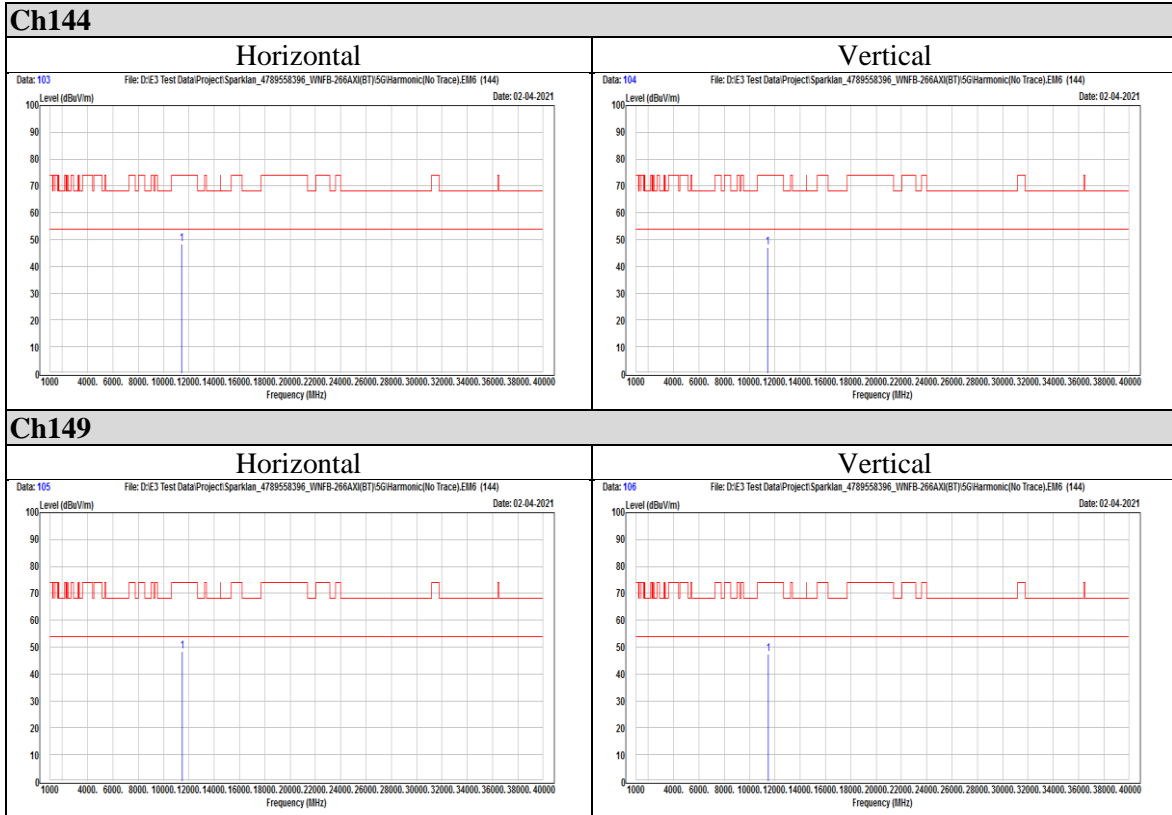 Ch144
Horizontal
Vertical
Data: 103 File: D:\E3 Test Data\Project\Sparklan_4789558396_WNFB-266AXI(BT)\5G\Harmonic(No Trace).EM6 (144)
Level (dBuV/m) Date: 02-04-2021
100
90
80
70
60
50
40
30
20
10
0
1
1000 4000. 6000. 8000. 10000. 12000. 14000. 16000. 18000. 20000. 22000. 24000. 26000. 28000. 30000. 32000. 34000. 36000. 38000. 40000
Frequency (MHz)
Data: 104 File: D:\E3 Test Data\Project\Sparklan_4789558396_WNFB-266AXI(BT)\5G\Harmonic(No Trace).EM6 (144)
Level (dBuV/m) Date: 02-04-2021
100
90
80
70
60
50
40
30
20
10
0
1
1000 4000. 6000. 8000. 10000. 12000. 14000. 16000. 18000. 20000. 22000. 24000. 26000. 28000. 30000. 32000. 34000. 36000. 38000. 40000
Frequency (MHz)
Ch149
Horizontal
Vertical
Data: 105 File: D:\E3 Test Data\Project\Sparklan_4789558396_WNFB-266AXI(BT)\5G\Harmonic(No Trace).EM6 (144)
Level (dBuV/m) Date: 02-04-2021
100
90
80
70
60
50
40
30
20
10
0
1
1000 4000. 6000. 8000. 10000. 12000. 14000. 16000. 18000. 20000. 22000. 24000. 26000. 28000. 30000. 32000. 34000. 36000. 38000. 40000
Frequency (MHz)
Data: 106 File: D:\E3 Test Data\Project\Sparklan_4789558396_WNFB-266AXI(BT)\5G\Harmonic(No Trace).EM6 (144)
Level (dBuV/m) Date: 02-04-2021
100
90
80
70
60
50
40
30
20
10
0
1
1000 4000. 6000. 8000. 10000. 12000. 14000. 16000. 18000. 20000. 22000. 24000. 26000. 28000. 30000. 32000. 34000. 36000. 38000. 40000
Frequency (MHz)